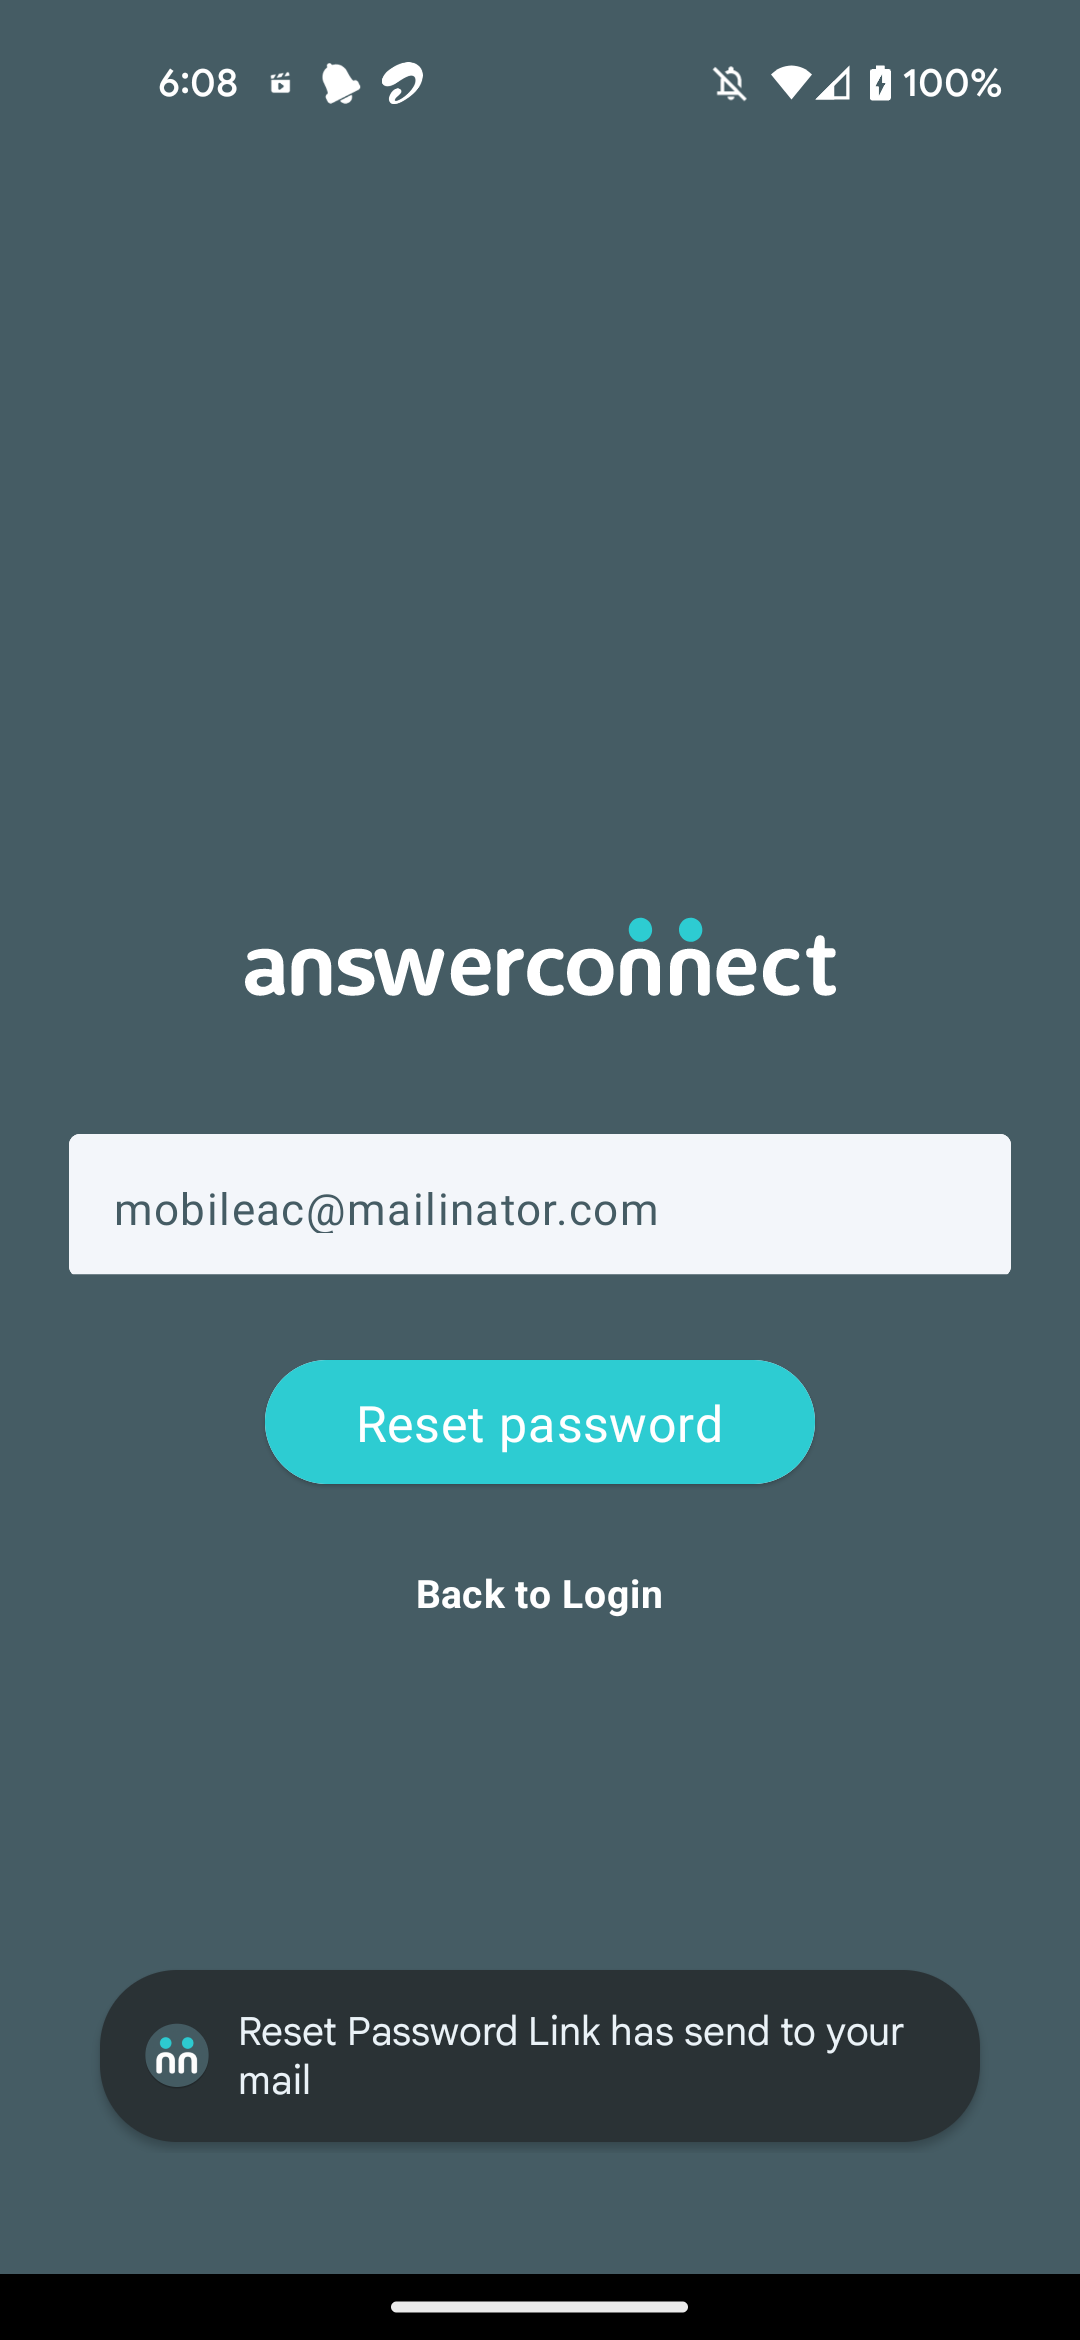 6:08
100%
answerconnect
mobileac@mailinator.com
Reset password
Back to Login
Reset Password Link has send to your
mail